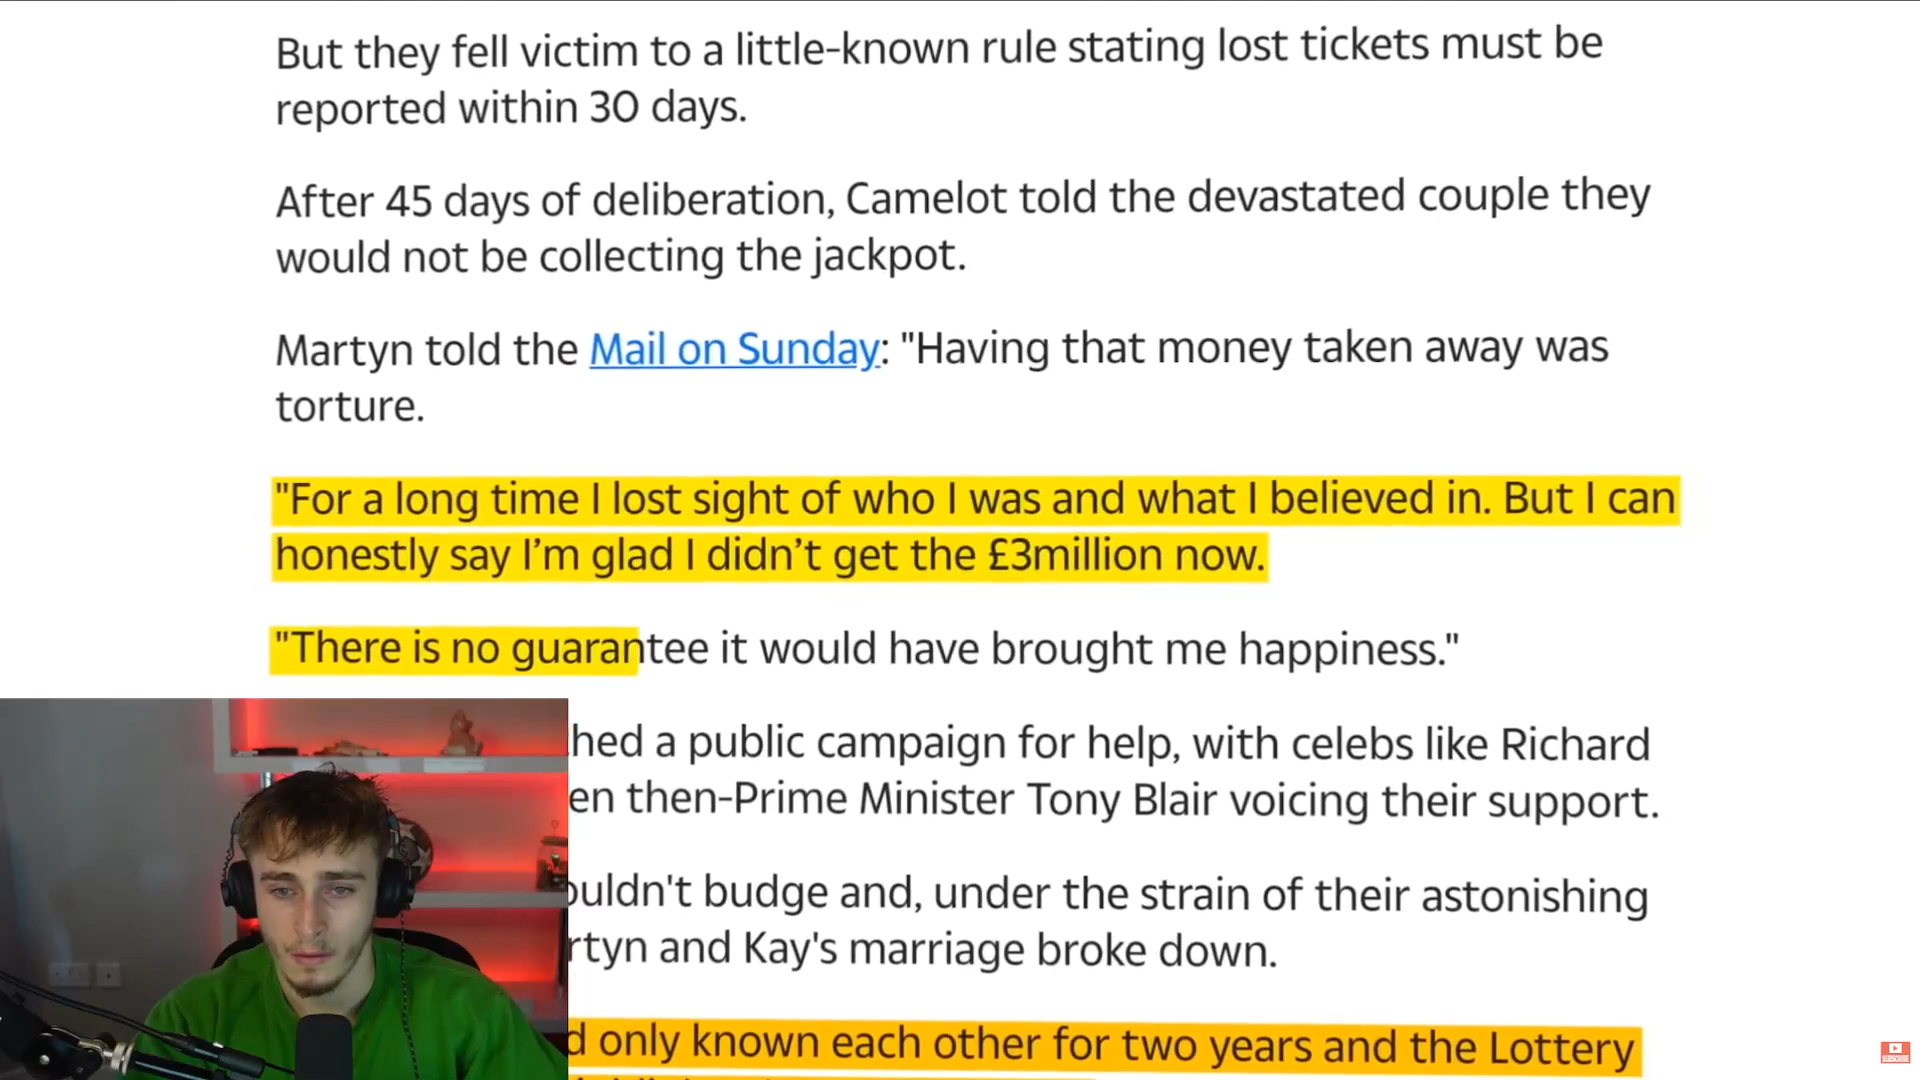 But they fell victim to a little-known rule stating lost tickets must be
reported within 30 days.
After 45 days of deliberation, Camelot told the devastated couple they
would not be collecting the jackpot.
Martyn told the Mail on Sunday: "Having that money taken away was
torture.
"For a long time I lost sight of who I was and what I believed in. But I can
honestly say I’m glad I didn’t get the £3million now.
"There is no guarantee it would have brought me happiness."
hed a public campaign for help, with celebs like Richard
en then-Prime Minister Tony Blair voicing their support.
ouldn't budge and, under the strain of their astonishing
rtyn and Kay's marriage broke down.
d only known each other for two years and the Lottery
SUBSCRIBE